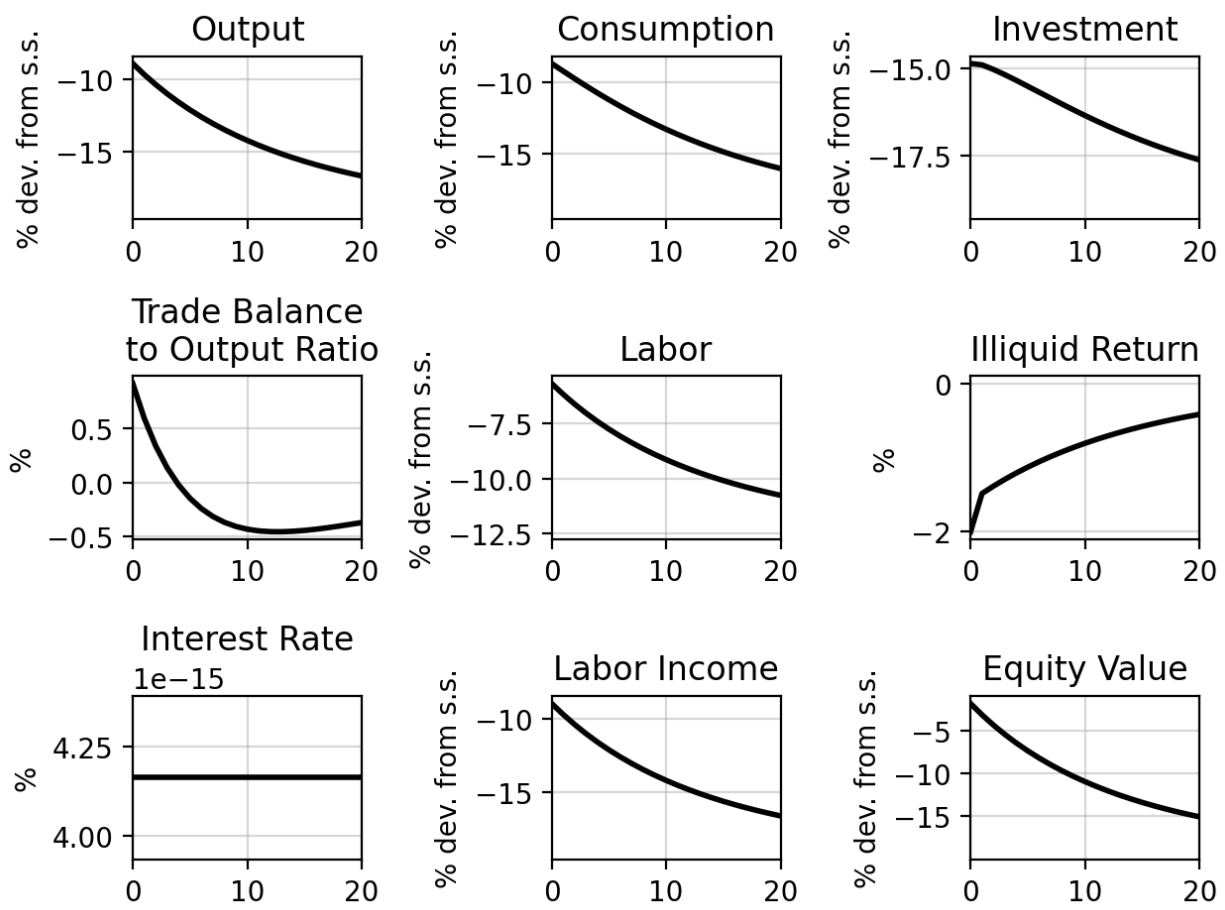 Output
% dev. from s.s.
−10
−15
0 10 20
Consumption
% dev. from s.s.
−10
−15
0 10 20
Investment
% dev. from s.s.
−15.0
−17.5
0 10 20
Trade Balance
to Output Ratio
%
0.5
0.0
−0.5
0 10 20
Labor
% dev. from s.s.
−7.5
−10.0
−12.5
0 10 20
Illiquid Return
%
0
−2
0 10 20
Interest Rate
1e−15
%
4.25
4.00
0 10 20
Labor Income
% dev. from s.s.
−10
−15
0 10 20
Equity Value
% dev. from s.s.
−5
−10
−15
0 10 20